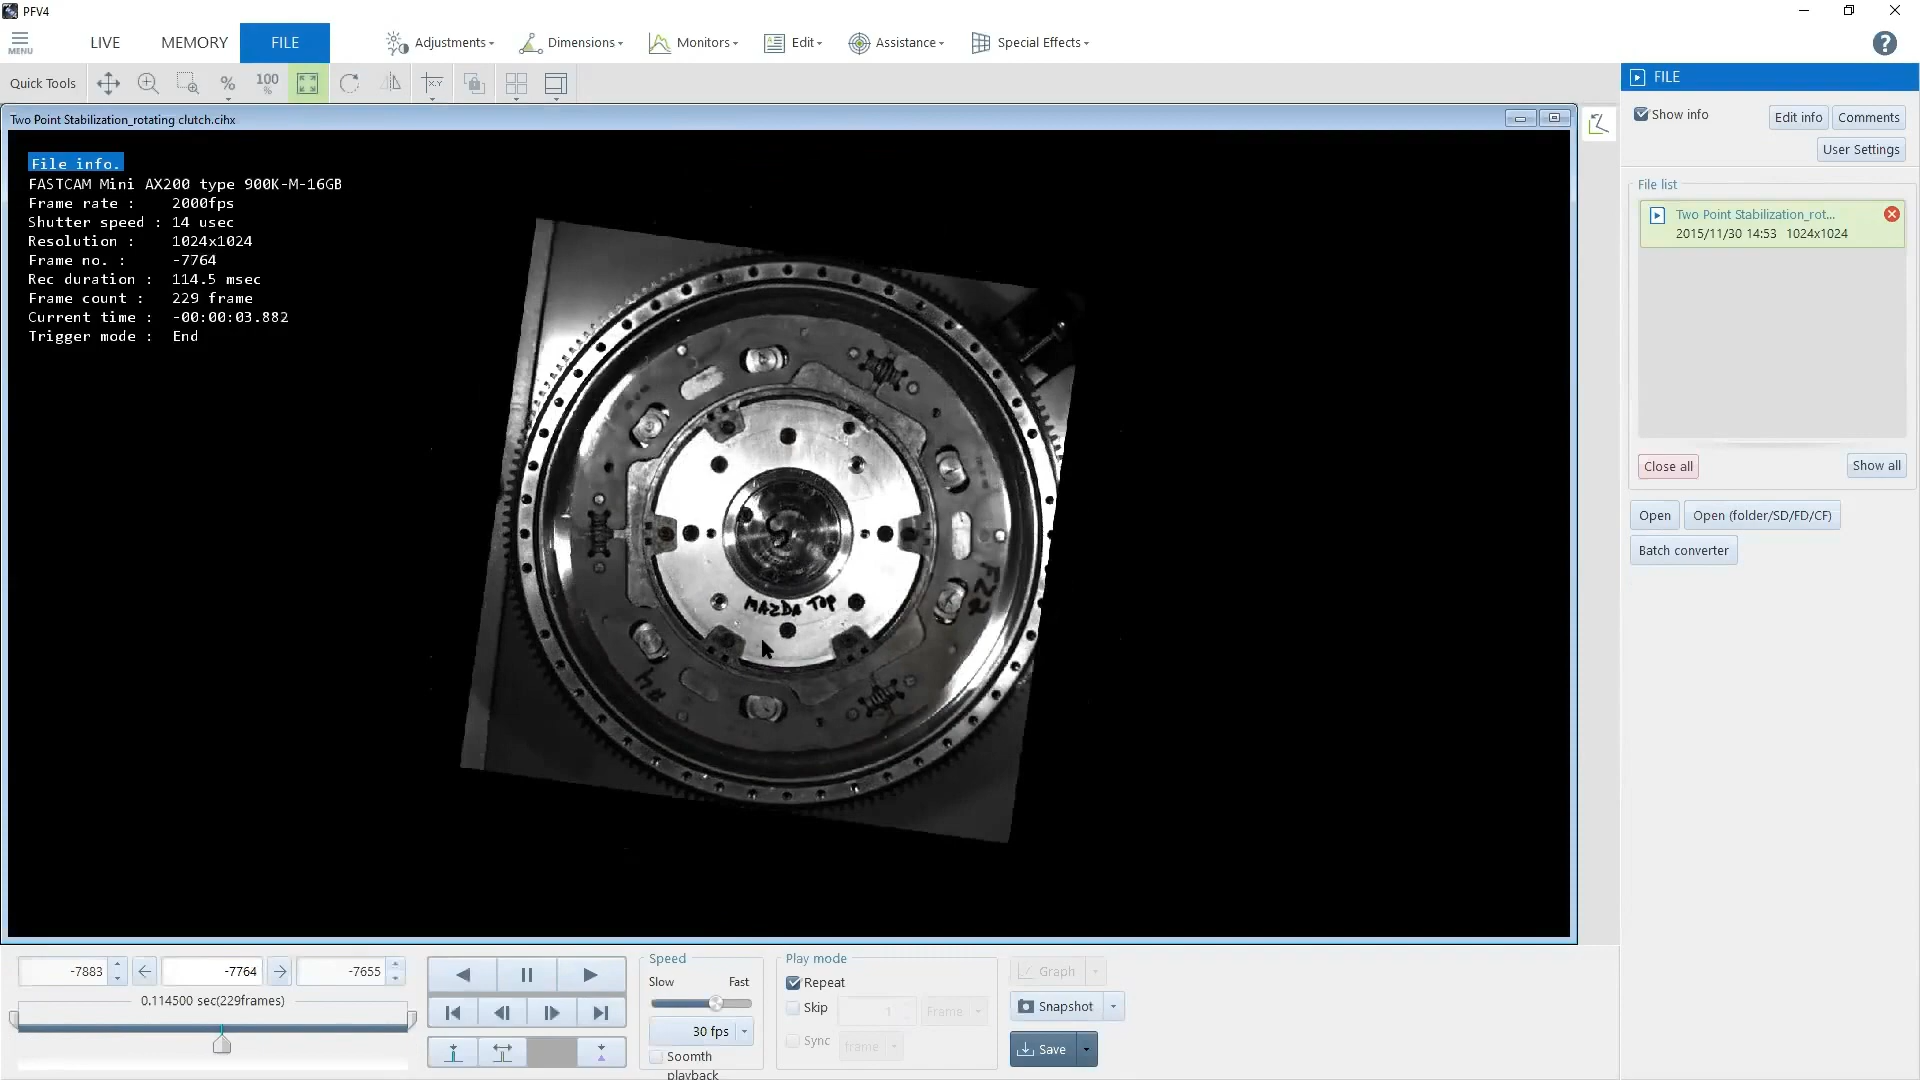 PFV4
MENU
LIVE
MEMORY
FILE
Adjustments
Dimensions
Monitors
Edit
Assistance
Special Effects
?
Quick Tools
%
100
%
X,Y
FILE
Two Point Stabilization_rotating clutch.cihx
Show info
Edit info
Comments
User Settings
File info.
FASTCAM Mini AX200 type 900K-M-16GB
Frame rate : 2000fps
Shutter speed : 14 usec
Resolution : 1024x1024
Frame no. : -7764
Rec duration : 114.5 msec
Frame count : 229 frame
Current time : -00:00:03.882
Trigger mode : End
File list
Two Point Stabilization_rot...
2015/11/30 14:53 1024x1024
Close all
Show all
Open
Open (folder/SD/FD/CF)
Batch converter
S
MAZDA TOP
-7883
-7764
-7655
0.114500 sec(229frames)
Speed
Slow
Fast
30 fps
Soomth
playback
Play mode
Repeat
Skip
1
Frame
Sync
frame
Graph
Snapshot
Save